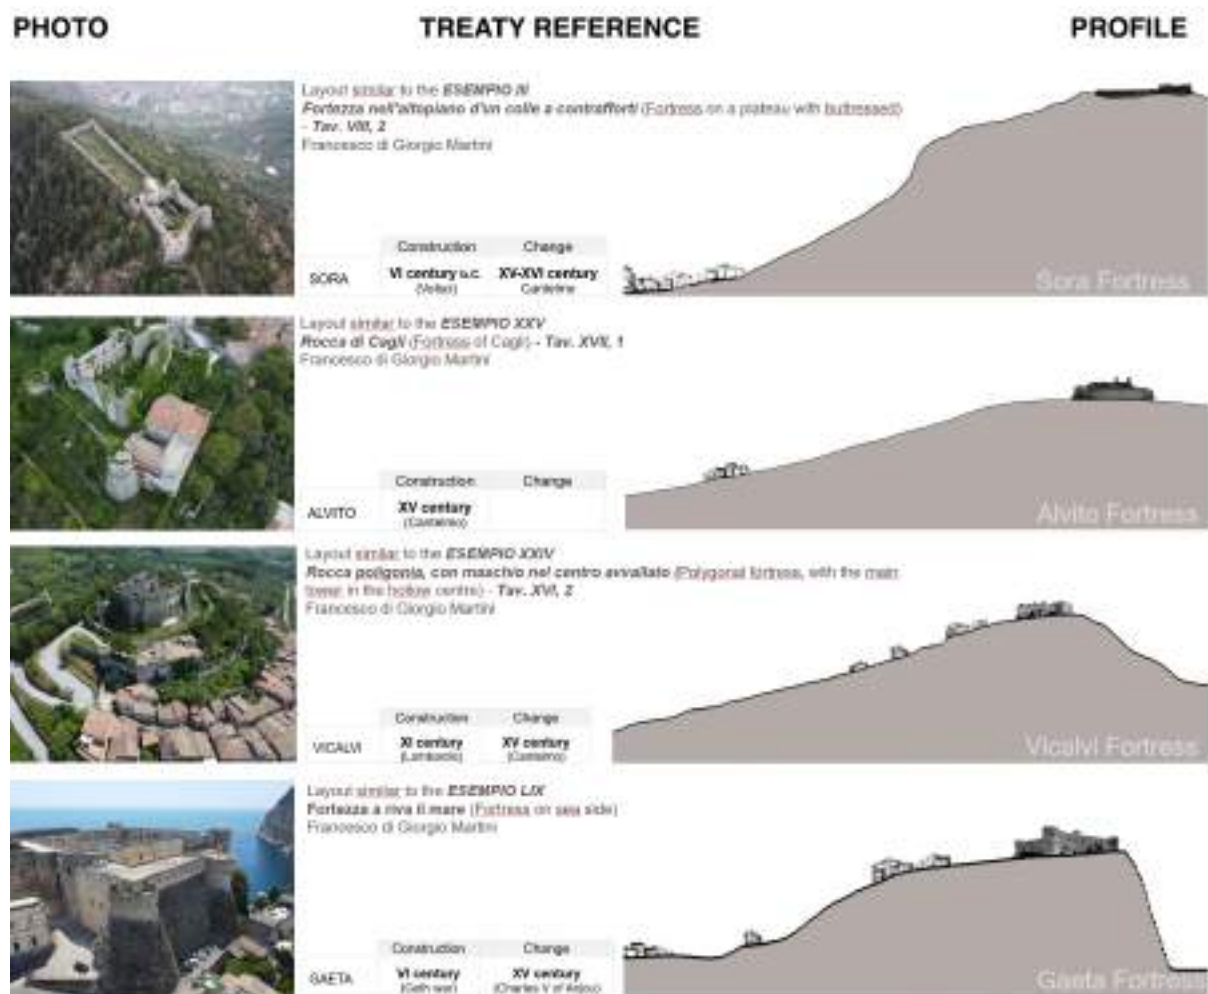 PHOTO TREATY REFERENCE PROFILE
Layout similar to the ESEMPIO III
Fortezza nell'altopiano d'un colle a contrafforti (Fortress on a plateau with buttressed)
- Tav. VIII, 2
Francesco di Giorgio Martini
Construction Change
SORA VI century XV-XVI century
Cantelmo
Sora Fortress
Layout similar to the ESEMPIO XXV
Rocca di Cagli (Fortress of Cagli) - Tav. XVII, 1
Francesco di Giorgio Martini
Construction Change
ALVITO XV century
(Cantelmo)
Alvito Fortress
Layout similar to the ESEMPIO XXIV
Rocca poligonia, con maschio nel centro avvallato (Polygonal fortress, with the main
tower in the hollow centre) - Tav. XVI, 2
Francesco di Giorgio Martini
Construction Change
VICALVI XI century XV century
(Cantelmo)
Vicalvi Fortress
Layout similar to the ESEMPIO LIX
Fortezza a riva il mare (Fortress on sea side)
Francesco di Giorgio Martini
Construction Change
GAETA VI century XV century
(Goth war) (Charles V of Anjou)
Gaeta Fortress